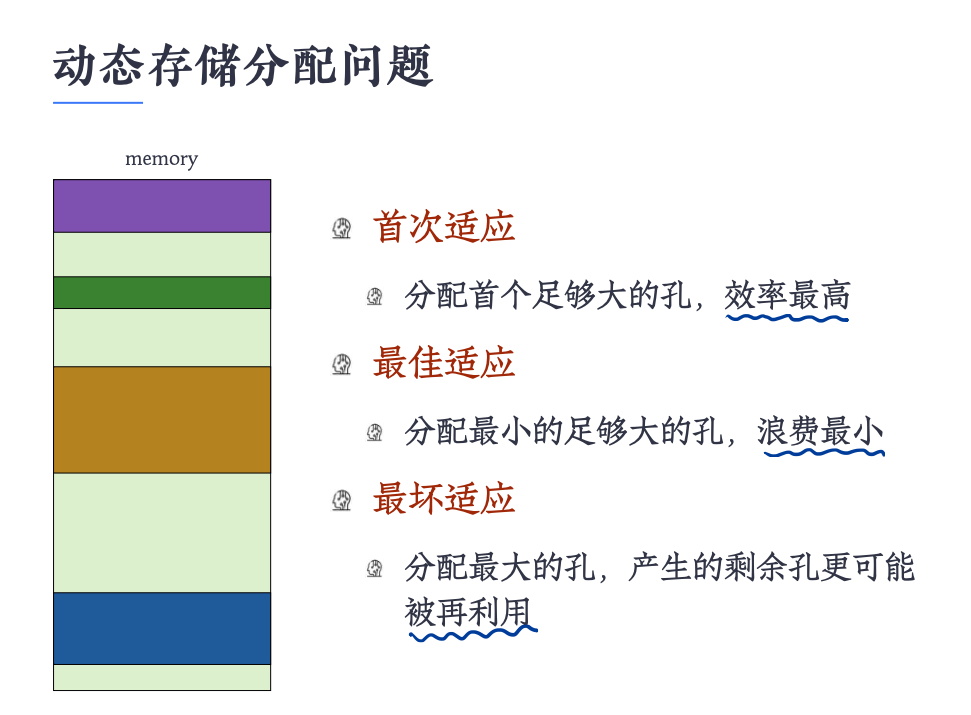 动态存储分配问题
memory
首次适应
分配首个足够大的孔，效率最高
最佳适应
分配最小的足够大的孔，浪费最小
最坏适应
分配最大的孔，产生的剩余孔更可能
被再利用